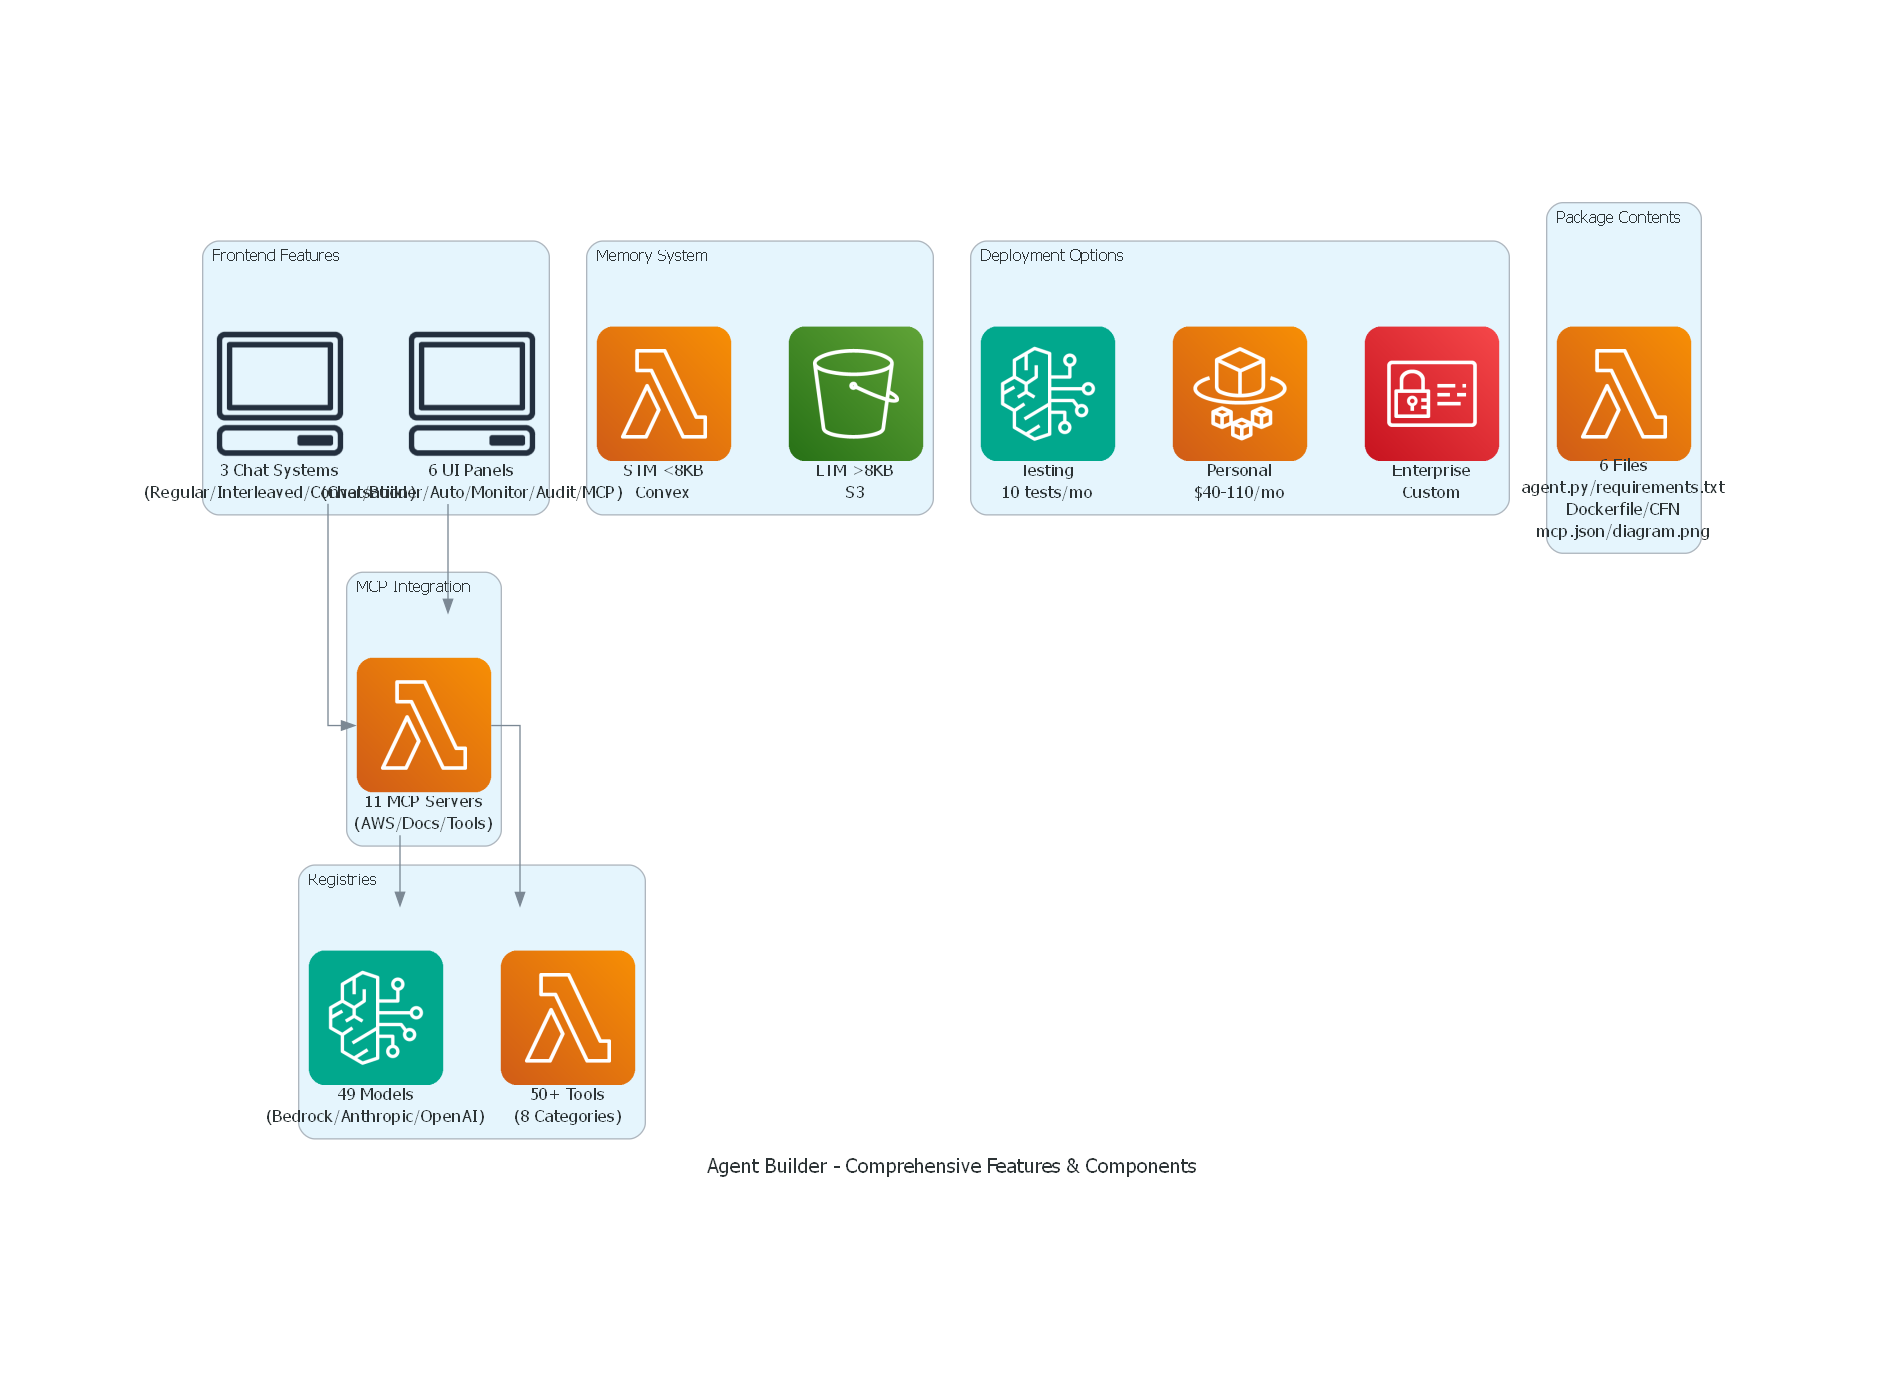 Package Contents
Frontend Features
Memory System
Deployment Options
3 Chat Systems
6 UI Panels
(Regular/Interleaved/
/Builder/Auto/Monitor/Audit/MCP)
STM <8KB
Convex
LTM >8KB
S3
Testing
10 tests/mo
Personal
$40-110/mo
Enterprise
Custom
6 Files
agent.py/requirements.txt
Dockerfile/CFN
mcp.json/diagram.png
MCP Integration
11 MCP Servers
(AWS/Docs/Tools)
Registries
49 Models
(Bedrock/Anthropic/OpenAI)
50+ Tools
(8 Categories)
Agent Builder - Comprehensive Features & Components